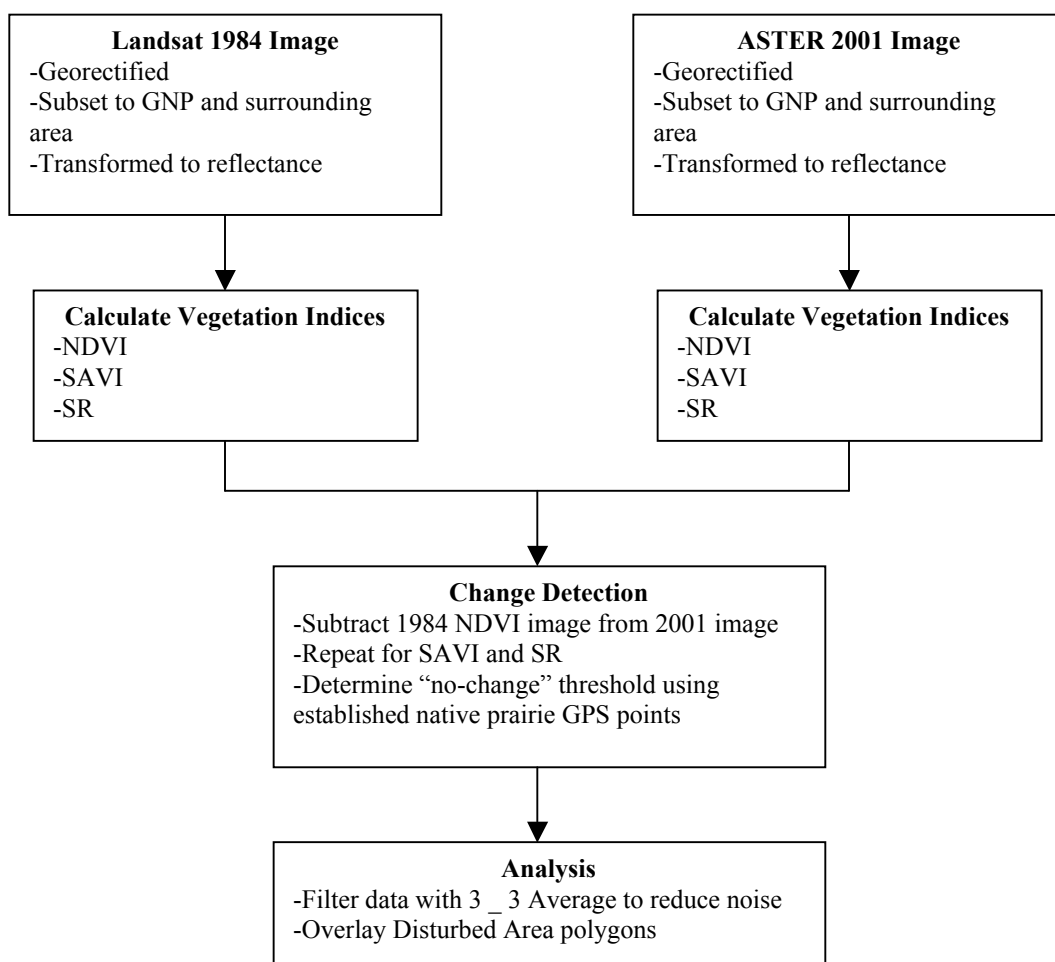 Landsat 1984 Image
-Georectified
-Subset to GNP and surrounding
area
-Transformed to reflectance
ASTER 2001 Image
-Georectified
-Subset to GNP and surrounding
area
-Transformed to reflectance
Calculate Vegetation Indices
-NDVI
-SAVI
-SR
Calculate Vegetation Indices
-NDVI
-SAVI
-SR
Change Detection
-Subtract 1984 NDVI image from 2001 image
-Repeat for SAVI and SR
-Determine “no-change” threshold using
established native prairie GPS points
Analysis
-Filter data with 3 _ 3 Average to reduce noise
-Overlay Disturbed Area polygons